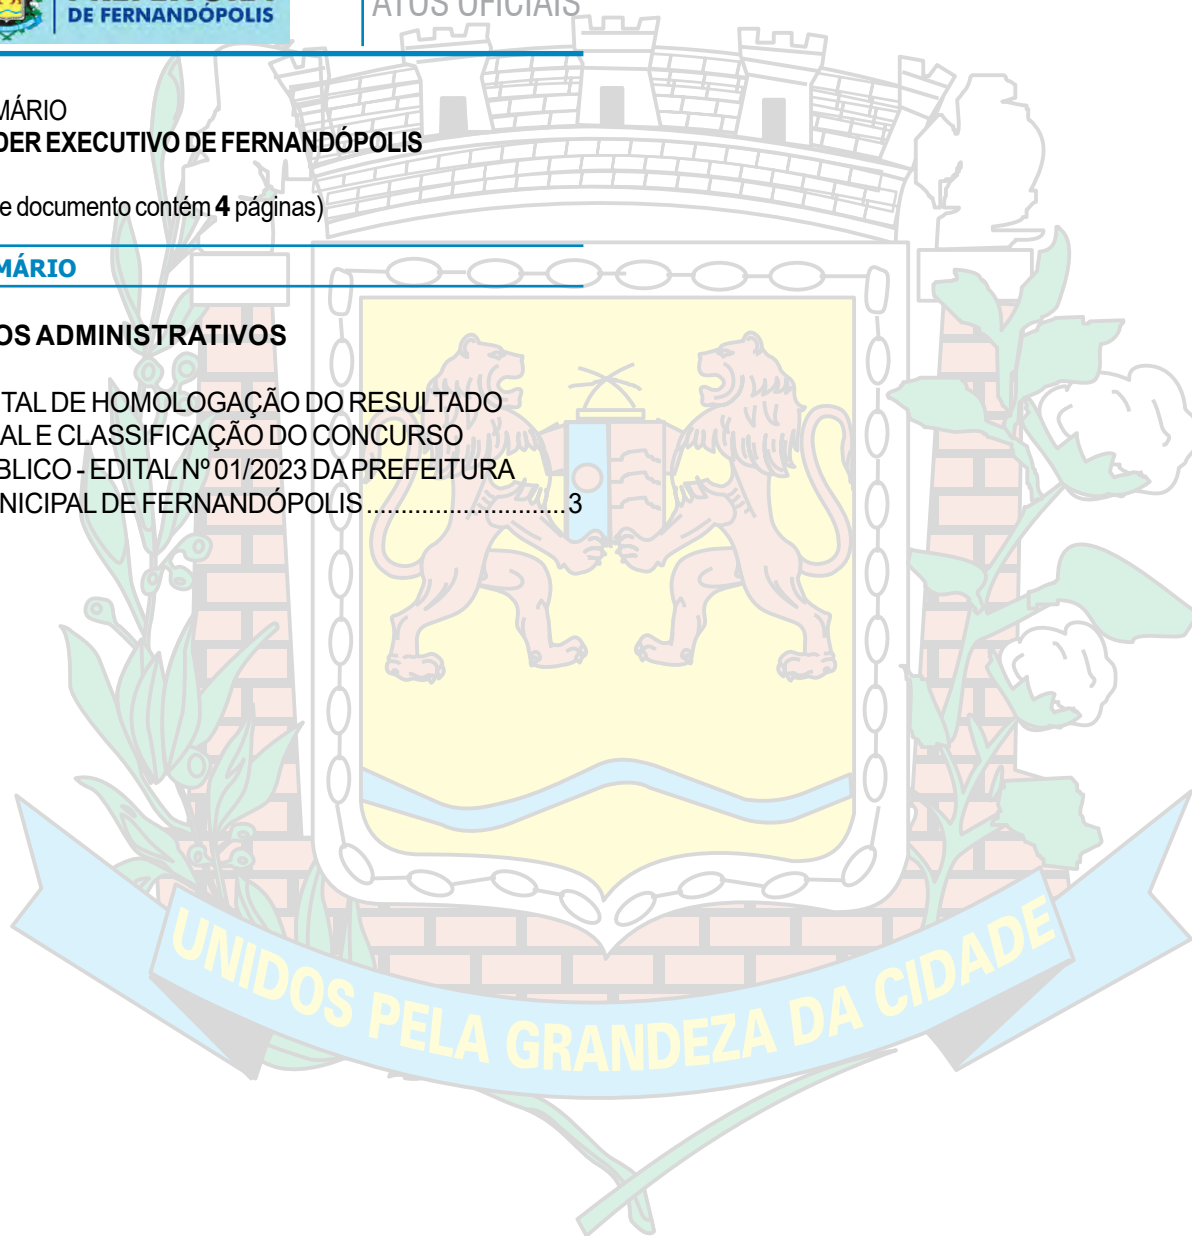 DE FERNANDÓPOLIS
ATOS OFICIAIS
MÁRIO
DER EXECUTIVO DE FERNANDÓPOLIS
e documento contém 4 páginas)
MÁRIO
OS ADMINISTRATIVOS
ITAL DE HOMOLOGAÇÃO DO RESULTADO
AL E CLASSIFICAÇÃO DO CONCURSO
BLICO - EDITAL Nº 01/2023 DA PREFEITURA
NICIPAL DE FERNANDÓPOLIS .............................3
UNIDOS PELA GRANDEZA DA CIDADE